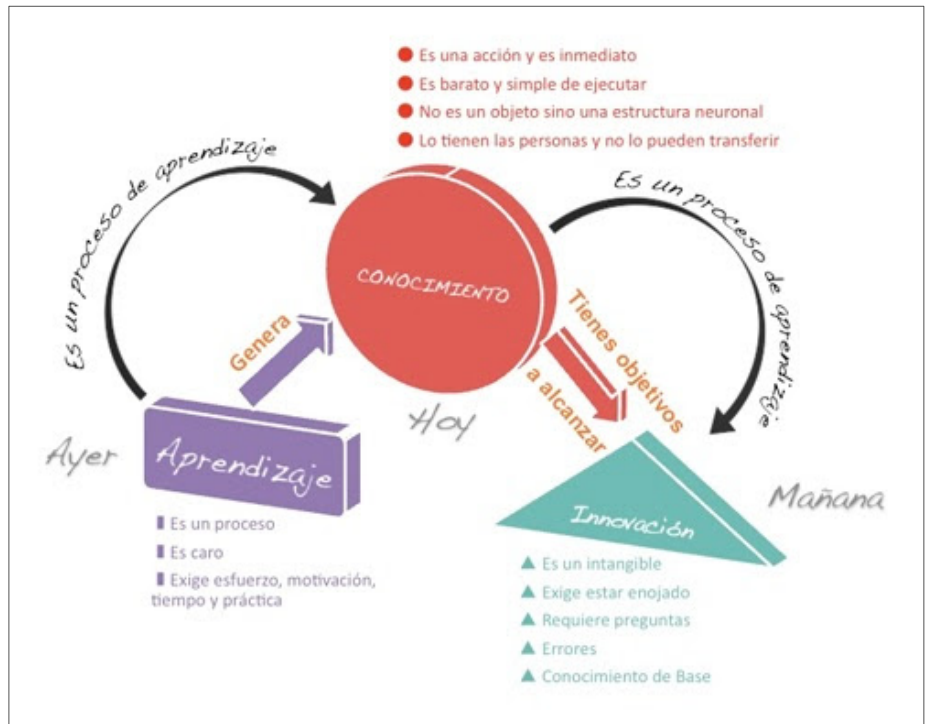 Es una acción y es inmediato
Es barato y simple de ejecutar
No es un objeto sino una estructura neuronal
Lo tienen las personas y no lo pueden transferir
Es un proceso de aprendizaje
CONOCIMIENTO
Es un proceso de aprendizaje
Genera
Tienes objetivos
a alcanzar
Hoy
Ayer
Aprendizaje
Mañana
Innovación
Es un proceso
Es caro
Exige esfuerzo, motivación,
tiempo y práctica
Es un intangible
Exige estar enojado
Requiere preguntas
Errores
Conocimiento de Base